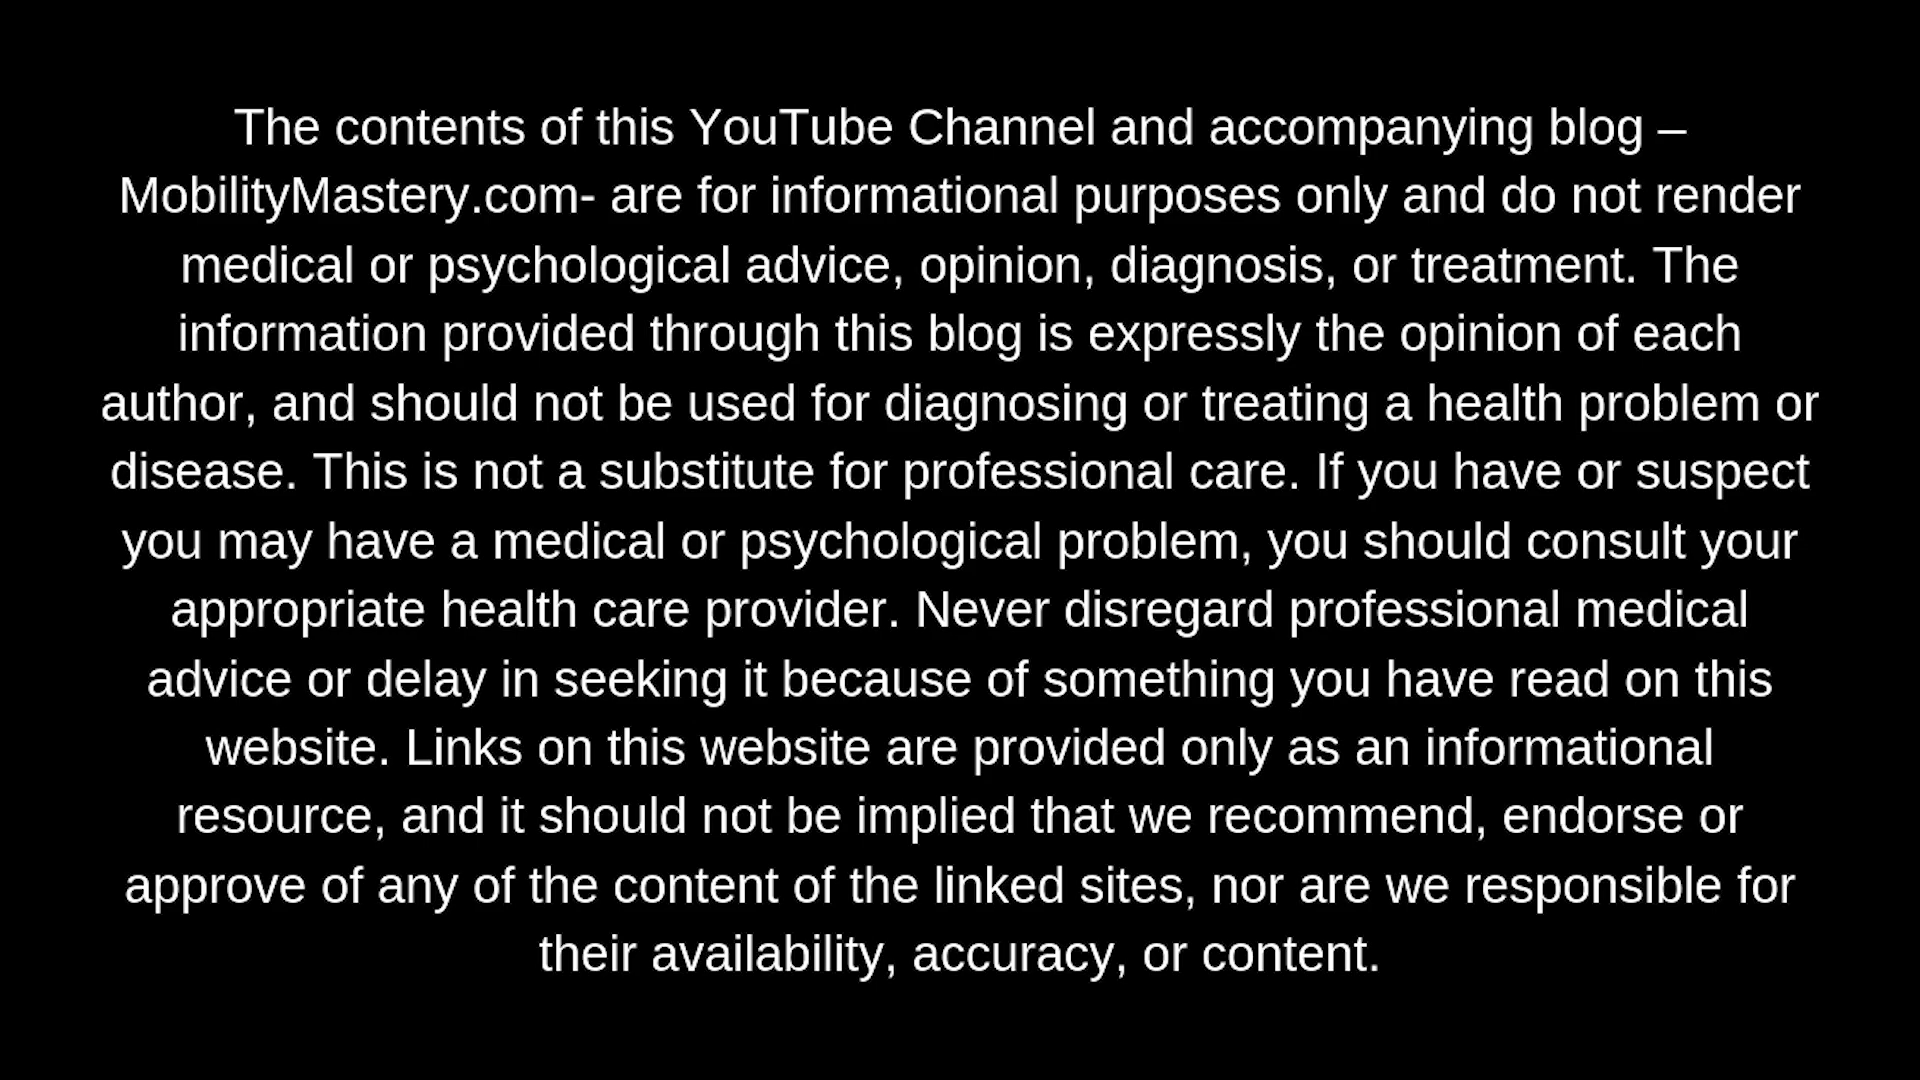 The contents of this YouTube Channel and accompanying blog –
MobilityMastery.com- are for informational purposes only and do not render
medical or psychological advice, opinion, diagnosis, or treatment. The
information provided through this blog is expressly the opinion of each
author, and should not be used for diagnosing or treating a health problem or
disease. This is not a substitute for professional care. If you have or suspect
you may have a medical or psychological problem, you should consult your
appropriate health care provider. Never disregard professional medical
advice or delay in seeking it because of something you have read on this
website. Links on this website are provided only as an informational
resource, and it should not be implied that we recommend, endorse or
approve of any of the content of the linked sites, nor are we responsible for
their availability, accuracy, or content.